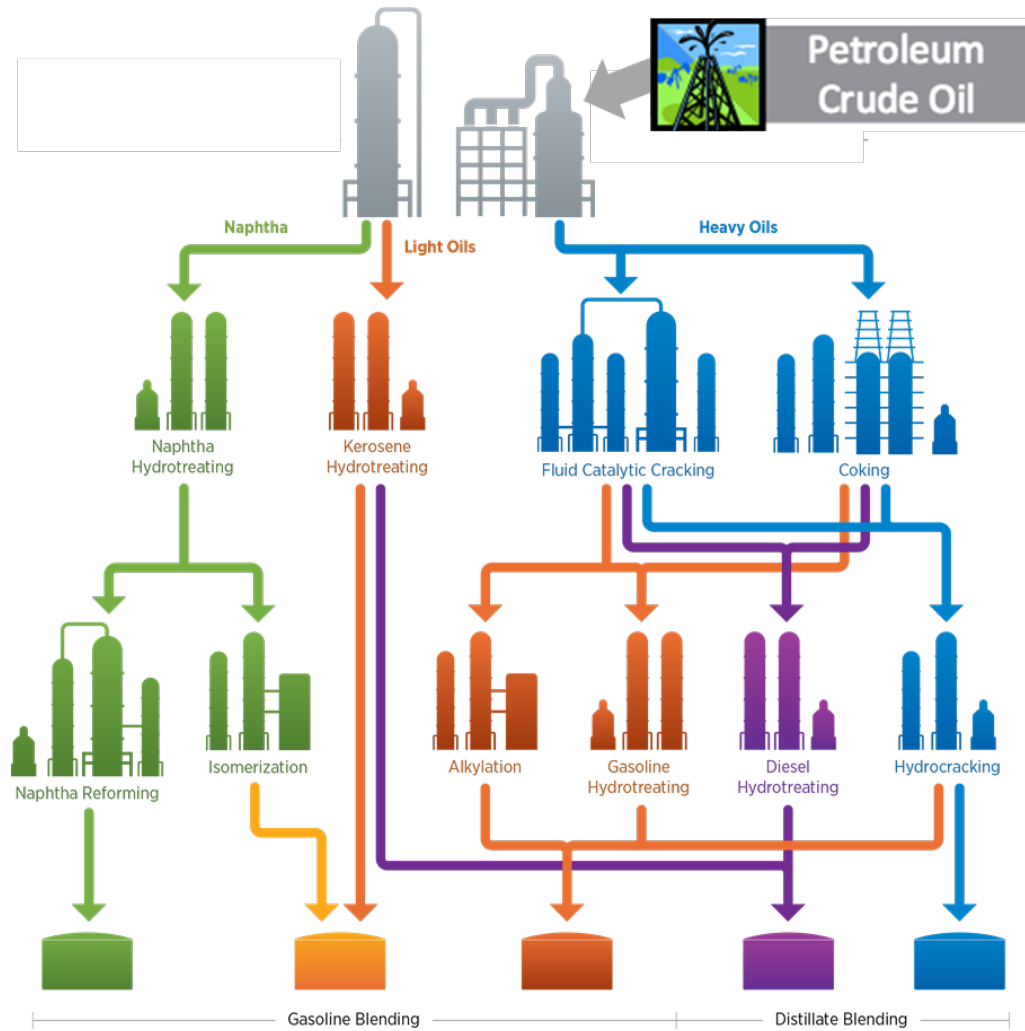 Petroleum
Crude Oil
Naphtha
Light Oils
Heavy Oils
Naphtha
Hydrotreating
Kerosene
Hydrotreating
Fluid Catalytic Cracking
Coking
Naphtha Reforming
Isomerization
Alkylation
Gasoline
Hydrotreating
Diesel
Hydrotreating
Hydrocracking
Gasoline Blending
Distillate Blending